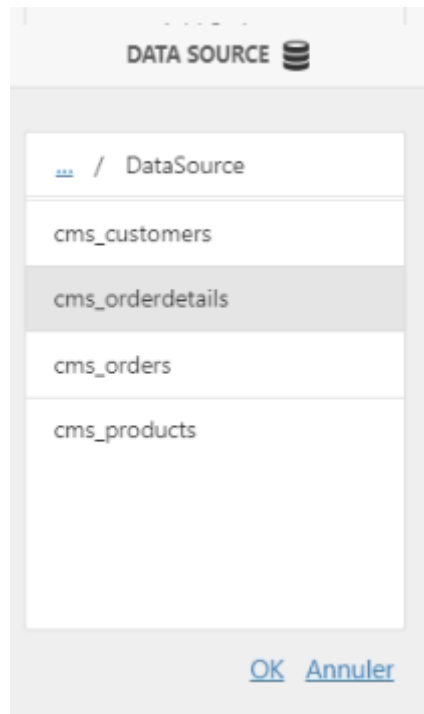 DATA SOURCE
... / DataSource
cms_customers
cms_orderdetails
cms_orders
cms_products
OK Annuler